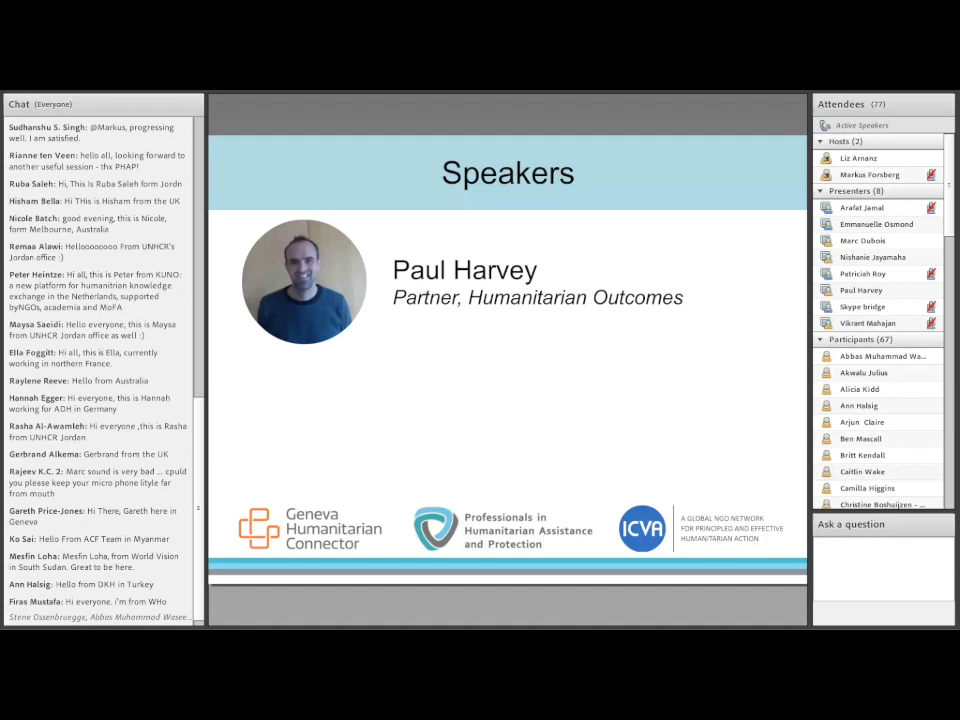 Chat (Everyone)
Sudhanshu S. Singh: @Markus, progressing
well. I am satisfied.
Rianne ten Veen: hello all, looking forward to
another useful session - thx PHAP!
Ruba Saleh: Hi, This Is Ruba Saleh form Jordn
Hisham Bella: Hi THis is Hisham from the UK
Nicole Batch: good evening, this is Nicole,
form Melbourne, Australia
Remaa Alawi: Hellooooooooo From UNHCR's
Jordan office :)
Peter Heintze: Hi all, this is Peter from KUNO:
a new platform for humanitrian knowledge
exchange in the Netherlands, supported
byNGOs, academia and MoFA
Maysa Saeidi: Hello everyone, this is Maysa
from UNHCR Jordan office as well :)
Ella Foggitt: Hi all, this is Ella, currently
working in northern France.
Raylene Reeve: Hello from Australia
Hannah Egger: Hi everyone, this is Hannah
working for ADH in Germany
Rasha Al-Awamleh: Hi everyone ,this is Rasha
from UNHCR Jordan
Gerbrand Alkema: Gerbrand from the UK
Rajeev K.C. 2: Marc sound is very bad ... cpuld
you please keep your micro phone lityle far
from mouth
Gareth Price-Jones: Hi There, Gareth here in
Geneva
Ko Sai: Hello From ACF Team in Myanmar
Mesfin Loha: Mesfin Loha, from World Vision
in South Sudan. Great to be here.
Ann Halsig: Hello from DKH in Turkey
Firas Mustafa: Hi everyone. i'm from WHo
Stene Ossenbruegge, Abbas Muhammad Wasee...
Speakers
Paul Harvey
Partner, Humanitarian Outcomes
Geneva
Humanitarian
Connector
Professionals in
Humanitarian Assistance
and Protection
ICVA
A GLOBAL NGO NETWORK
FOR PRINCIPLED AND EFFECTIVE
HUMANITARIAN ACTION
Attendees (77)
Active Speakers
Hosts (2)
Liz Arnanz
Markus Forsberg
Presenters (8)
Arafat Jamal
Emmanuelle Osmond
Marc Dubois
Nishanie Jayamaha
Patriciah Roy
Paul Harvey
Skype bridge
Vikrant Mahajan
Participants (67)
Abbas Muhammad Wa...
Akwalu Julius
Alicia Kidd
Ann Halsig
Arjun Claire
Ben Mascall
Britt Kendall
Caitlin Wake
Camilla Higgins
Christine Boshuijzen - ...
Ask a question